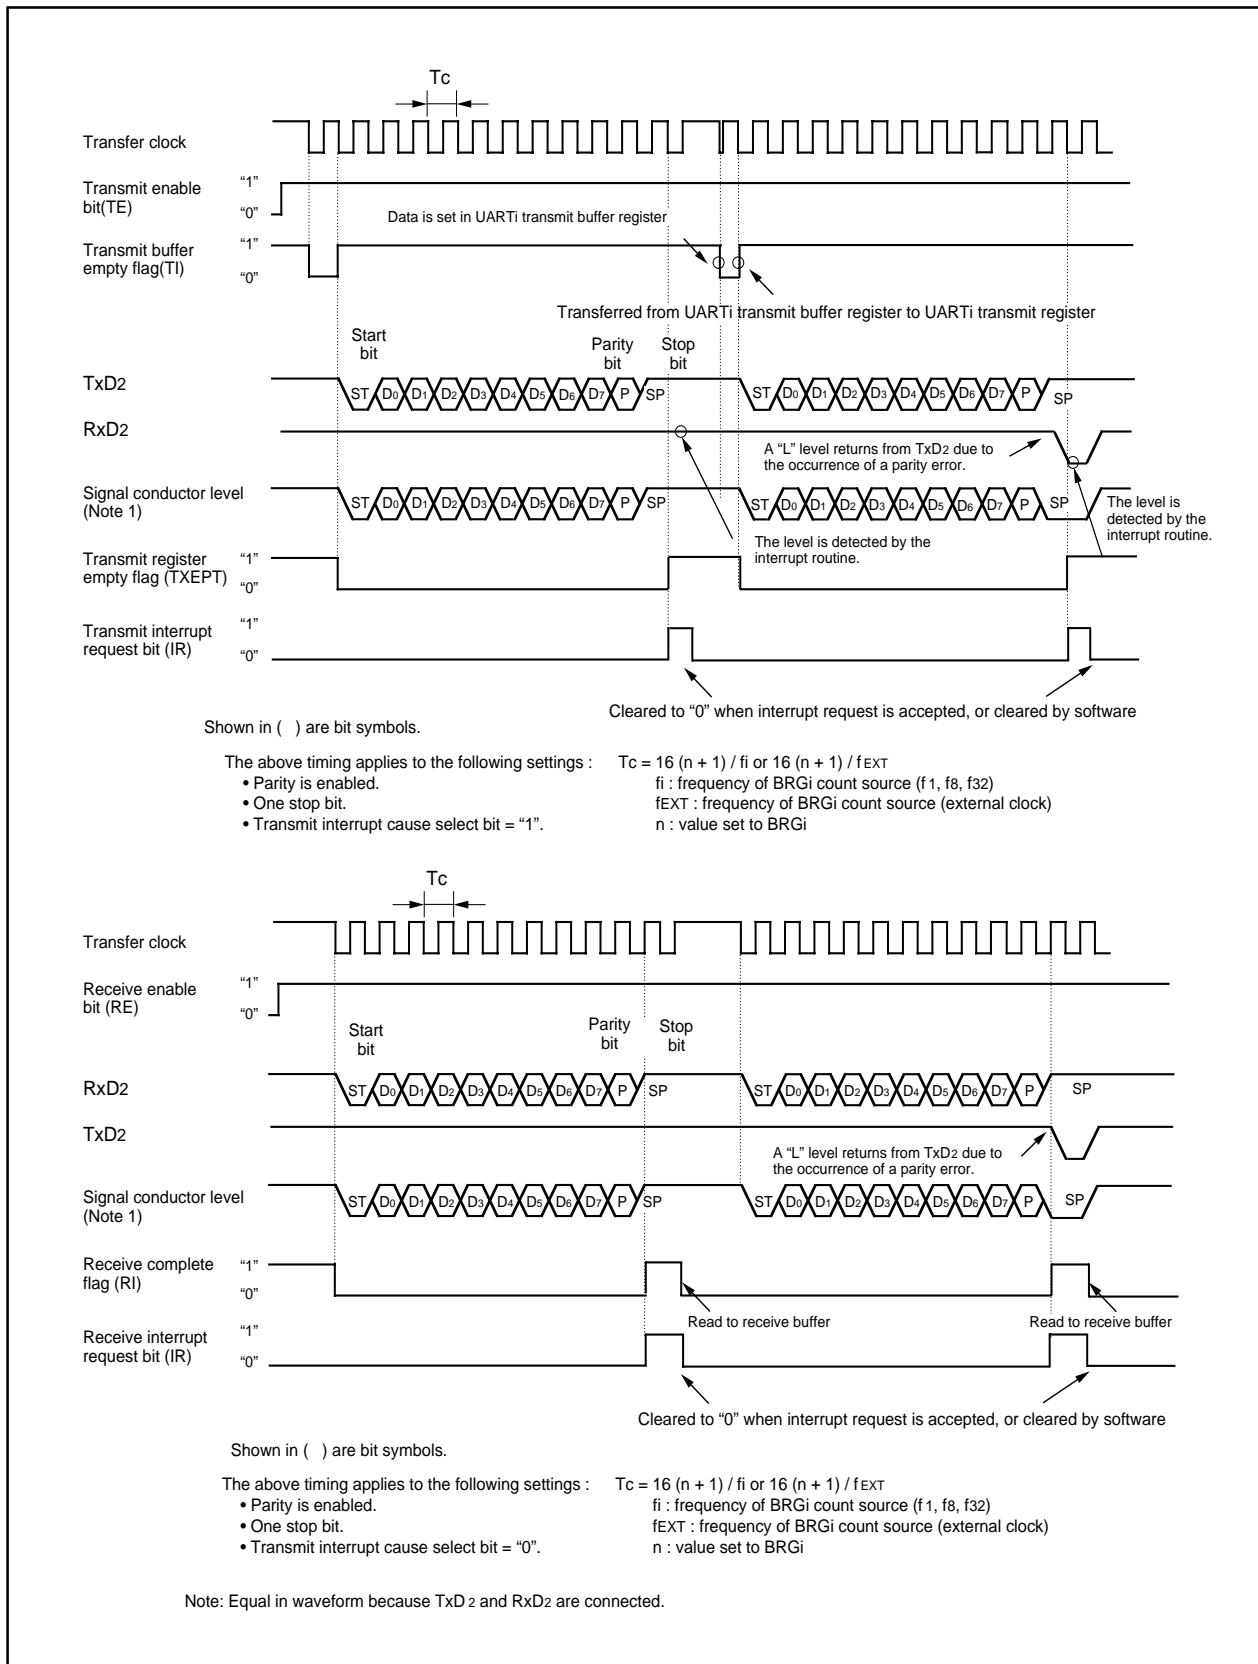 Tc
Transfer clock
Transmit enable
bit(TE)
“1”
“0”
Data is set in UARTi transmit buffer register
Transmit buffer
empty flag(TI)
“1”
“0”
Transferred from UARTi transmit buffer register to UARTi transmit register
Start
bit
Parity
bit
Stop
bit
TxD2
ST D0 D1 D2 D3 D4 D5 D6 D7 P SP
ST D0 D1 D2 D3 D4 D5 D6 D7 P SP
RxD2
A “L” level returns from TxD2 due to
the occurrence of a parity error.
Signal conductor level
(Note 1)
ST D0 D1 D2 D3 D4 D5 D6 D7 P SP
ST D0 D1 D2 D3 D4 D5 D6 D7 P SP
The level is
detected by the
interrupt routine.
The level is detected by the
interrupt routine.
Transmit register
empty flag (TXEPT)
“1”
“0”
Transmit interrupt
request bit (IR)
“1”
“0”
Cleared to “0” when interrupt request is accepted, or cleared by software
Shown in ( ) are bit symbols.
The above timing applies to the following settings :
• Parity is enabled.
• One stop bit.
• Transmit interrupt cause select bit = “1”.
Tc = 16 (n + 1) / fi or 16 (n + 1) / fEXT
fi : frequency of BRGi count source (f1, f8, f32)
fEXT : frequency of BRGi count source (external clock)
n : value set to BRGi
Tc
Transfer clock
Receive enable
bit (RE)
“1”
“0”
Start
bit
Parity
bit
Stop
bit
RxD2
ST D0 D1 D2 D3 D4 D5 D6 D7 P SP
ST D0 D1 D2 D3 D4 D5 D6 D7 P SP
TxD2
A “L” level returns from TxD2 due to
the occurrence of a parity error.
Signal conductor level
(Note 1)
ST D0 D1 D2 D3 D4 D5 D6 D7 P SP
ST D0 D1 D2 D3 D4 D5 D6 D7 P SP
Receive complete
flag (RI)
“1”
“0”
Read to receive buffer
Read to receive buffer
Receive interrupt
request bit (IR)
“1”
“0”
Cleared to “0” when interrupt request is accepted, or cleared by software
Shown in ( ) are bit symbols.
The above timing applies to the following settings :
• Parity is enabled.
• One stop bit.
• Transmit interrupt cause select bit = “0”.
Tc = 16 (n + 1) / fi or 16 (n + 1) / fEXT
fi : frequency of BRGi count source (f1, f8, f32)
fEXT : frequency of BRGi count source (external clock)
n : value set to BRGi
Note: Equal in waveform because TxD2 and RxD2 are connected.